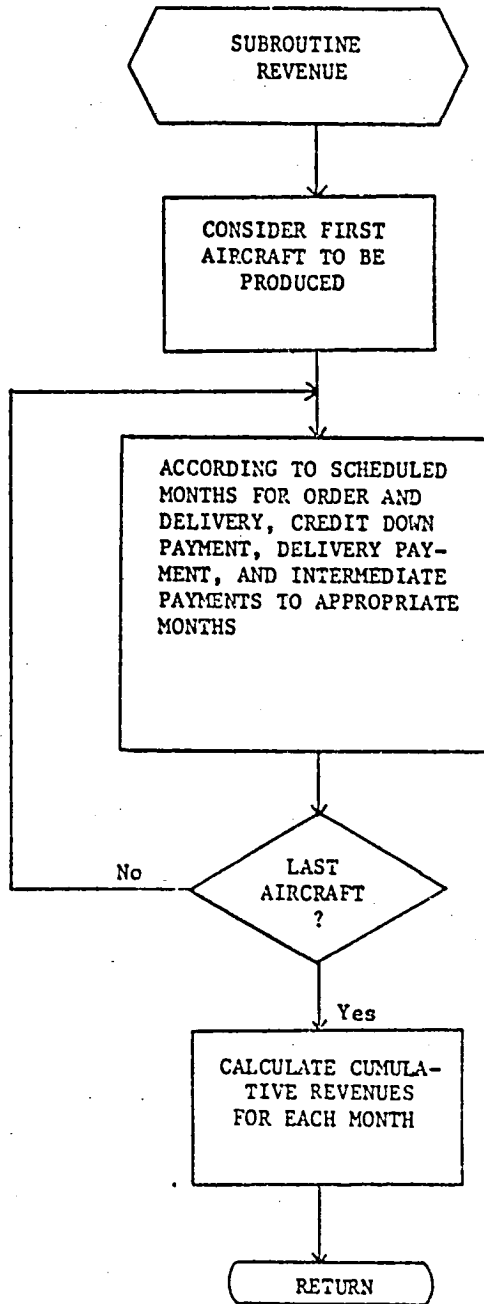 SUBROUTINE
REVENUE
CONSIDER FIRST
AIRCRAFT TO BE
PRODUCED
ACCORDING TO SCHEDULED
MONTHS FOR ORDER AND
DELIVERY, CREDIT DOWN
PAYMENT, DELIVERY PAY-
MENT, AND INTERMEDIATE
PAYMENTS TO APPROPRIATE
MONTHS
LAST
AIRCRAFT
?
No
Yes
CALCULATE CUMULA-
TIVE REVENUES
FOR EACH MONTH
RETURN